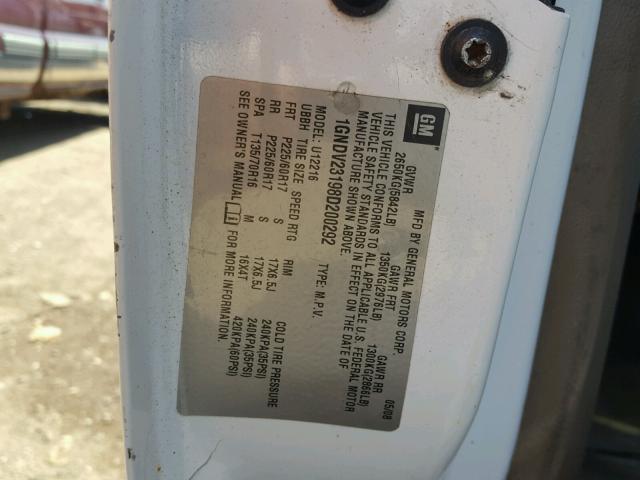 GM
MFD BY GENERAL MOTORS CORP. 05/08
GVWR GAWR FRT GAWR RR
2650KG(5842LB) 1350KG(2976LB) 1300KG(2866LB)
THIS VEHICLE CONFORMS TO ALL APPLICABLE U.S. FEDERAL MOTOR
VEHICLE SAFETY STANDARDS IN EFFECT ON THE DATE OF
MANUFACTURE SHOWN ABOVE.
1GNDV23198D200292 TYPE: M.P.V.
MODEL: U12216
UBBH TIRE SIZE SPEED RTG RIM COLD TIRE PRESSURE
FRT P225/60R17 S 17X6.5J 240KPA(35PSI)
RR P225/60R17 S 17X6.5J 240KPA(35PSI)
SPA T135/70R16 M 16X4T 420KPA(60PSI)
SEE OWNER'S MANUAL i FOR MORE INFORMATION.